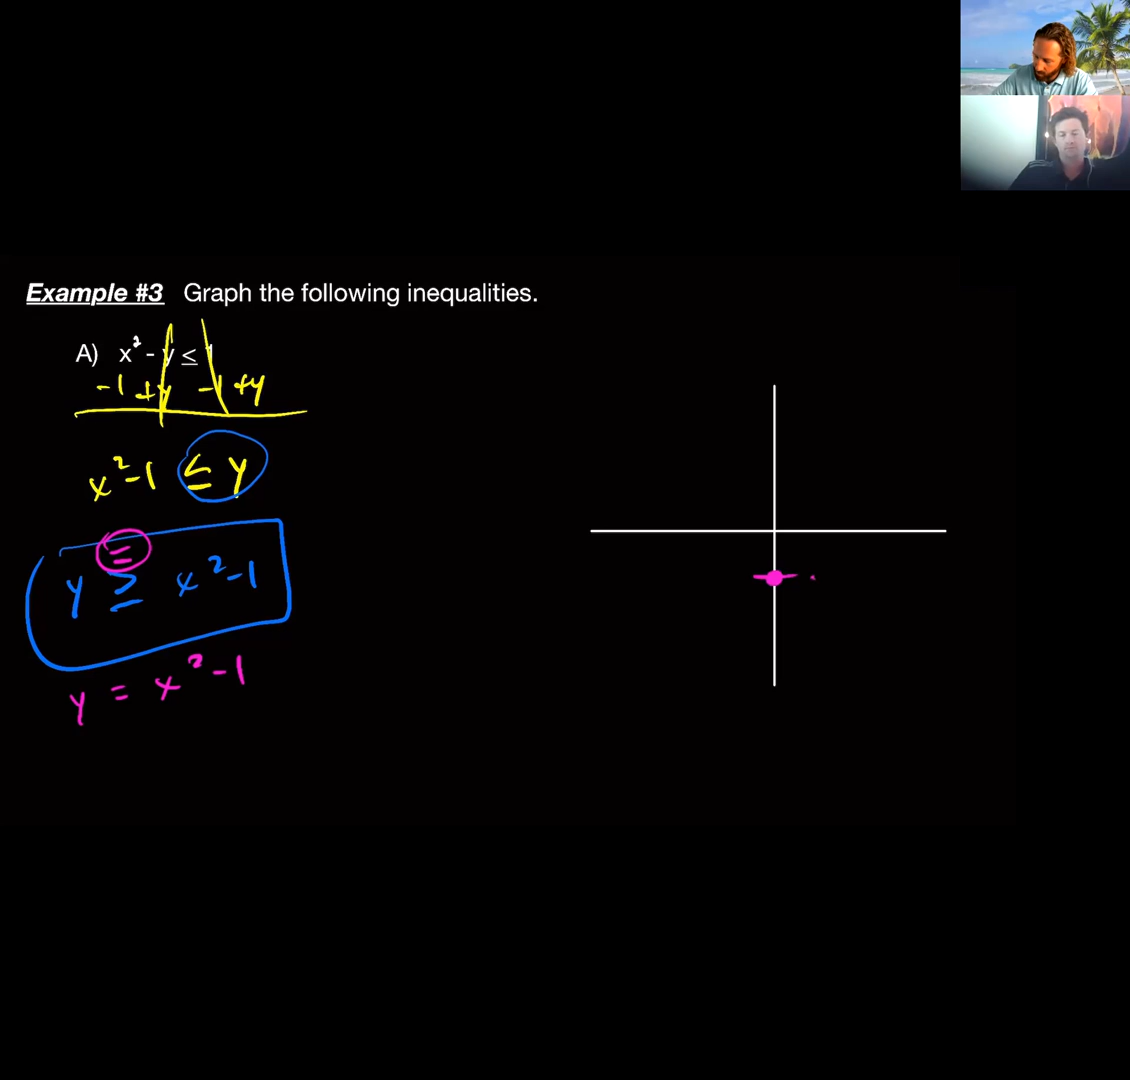 Example #3 Graph the following inequalities.
A) x² - y ≤ 1
-1 +y -1 +y
x²-1 ≤ y
=
y ≥ x²-1
y = x²-1